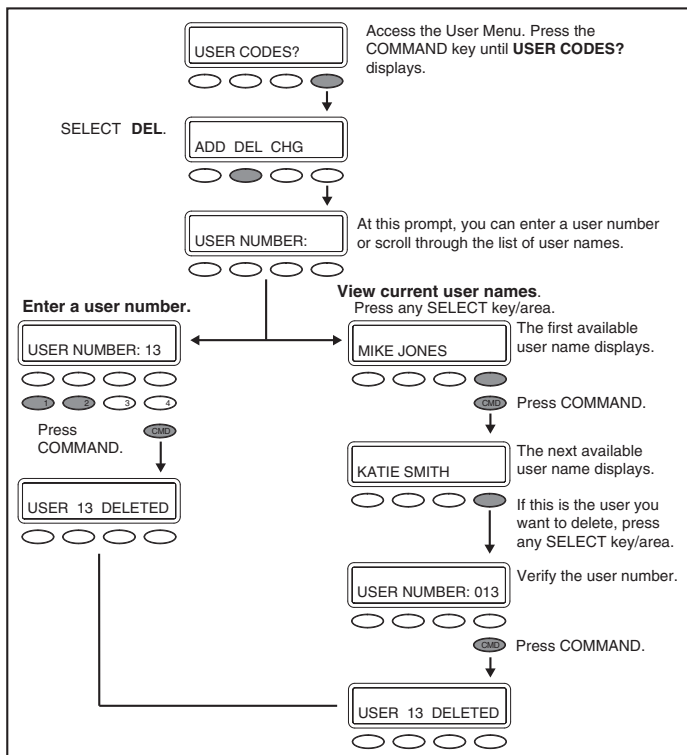 USER CODES?
Access the User Menu. Press the
COMMAND key until USER CODES?
displays.
SELECT DEL.
ADD DEL CHG
USER NUMBER:
At this prompt, you can enter a user number
or scroll through the list of user names.
Enter a user number.
USER NUMBER: 13
1 2 3 4
Press
COMMAND.
CMD
USER 13 DELETED
View current user names.
Press any SELECT key/area.
MIKE JONES
The first available
user name displays.
CMD
Press COMMAND.
KATIE SMITH
The next available
user name displays.
If this is the user you
want to delete, press
any SELECT key/area.
Verify the user number.
USER NUMBER: 013
CMD
Press COMMAND.
USER 13 DELETED